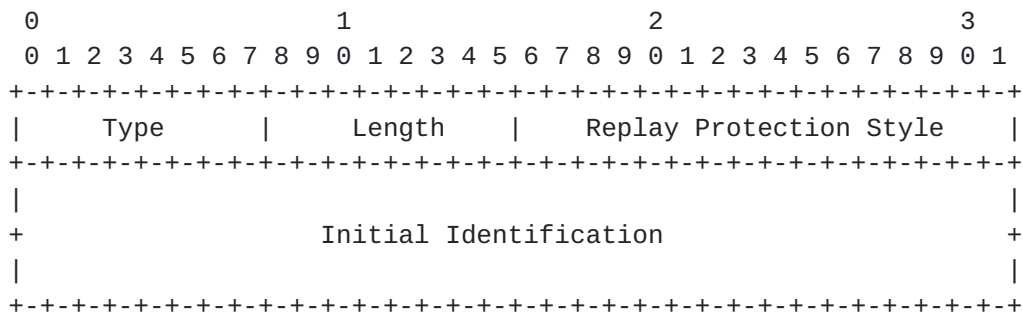 0                   1                   2                   3
 0 1 2 3 4 5 6 7 8 9 0 1 2 3 4 5 6 7 8 9 0 1 2 3 4 5 6 7 8 9 0 1
+-+-+-+-+-+-+-+-+-+-+-+-+-+-+-+-+-+-+-+-+-+-+-+-+-+-+-+-+-+-+-+-+
|     Type      |     Length    |    Replay Protection Style    |
+-+-+-+-+-+-+-+-+-+-+-+-+-+-+-+-+-+-+-+-+-+-+-+-+-+-+-+-+-+-+-+-+
|                                                               |
+                   Initial Identification                      +
|                                                               |
+-+-+-+-+-+-+-+-+-+-+-+-+-+-+-+-+-+-+-+-+-+-+-+-+-+-+-+-+-+-+-+-+